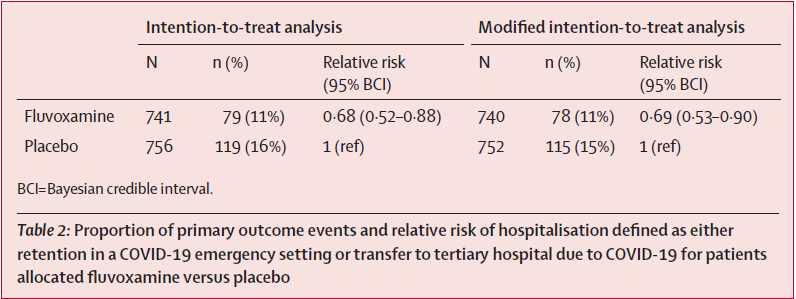 Intention-to-treat analysis Modified intention-to-treat analysis
N n (%) Relative risk (95% BCI) N n (%) Relative risk (95% BCI)
Fluvoxamine 741 79 (11%) 0·68 (0·52–0·88) 740 78 (11%) 0·69 (0·53–0·90)
Placebo 756 119 (16%) 1 (ref) 752 115 (15%) 1 (ref)
BCI=Bayesian credible interval.
Table 2: Proportion of primary outcome events and relative risk of hospitalisation defined as either
retention in a COVID-19 emergency setting or transfer to tertiary hospital due to COVID-19 for patients
allocated fluvoxamine versus placebo